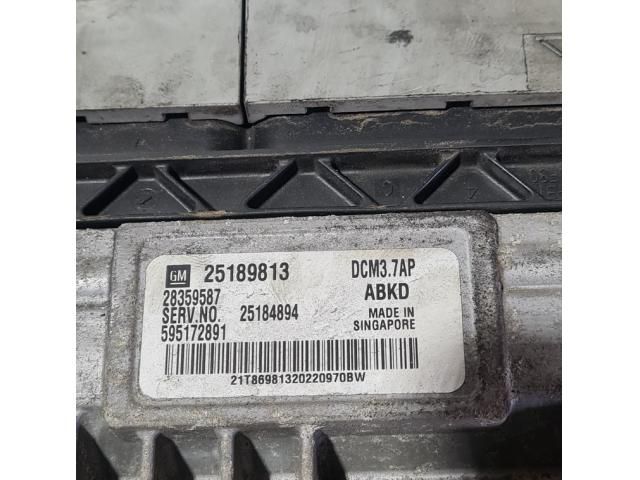 GM 25189813 DCM3.7AP
28359587 ABKD
SERV.NO. 25184894 MADE IN
595172891 SINGAPORE
21T86981320220970BW